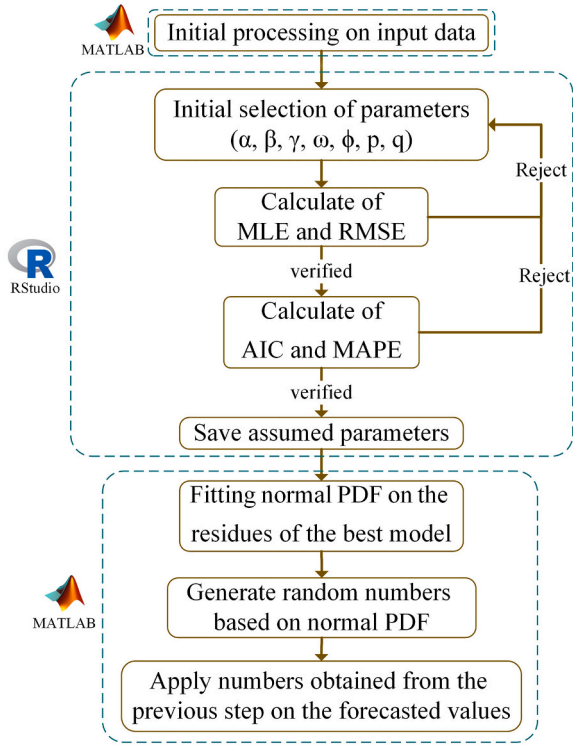 MATLAB
Initial processing on input data
Initial selection of parameters
(α, β, γ, ω, ϕ, p, q)
Reject
Calculate of
MLE and RMSE
R
RStudio
verified
Reject
Calculate of
AIC and MAPE
verified
Save assumed parameters
Fitting normal PDF on the
residues of the best model
MATLAB
Generate random numbers
based on normal PDF
Apply numbers obtained from the
previous step on the forecasted values